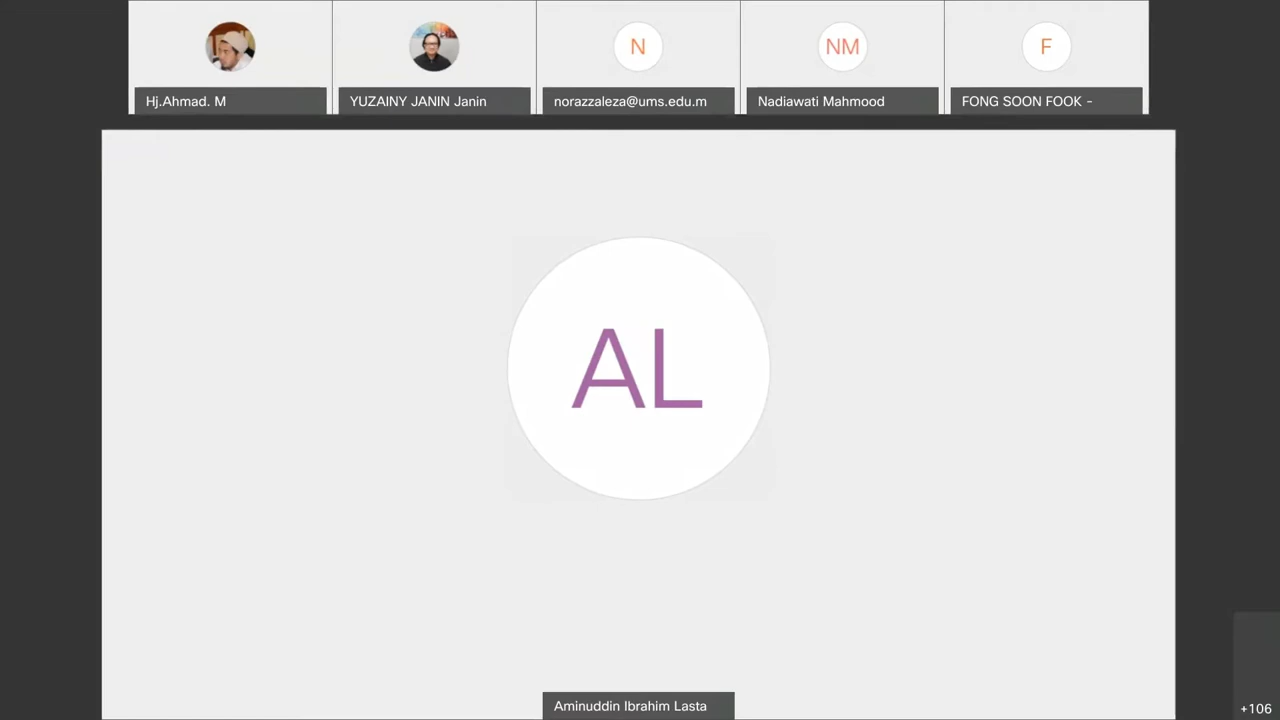 N
NM
F
Hj.Ahmad. M
YUZAINY JANIN Janin
norazzaleza@ums.edu.m
Nadiawati Mahmood
FONG SOON FOOK -
AL
Aminuddin Ibrahim Lasta
+106